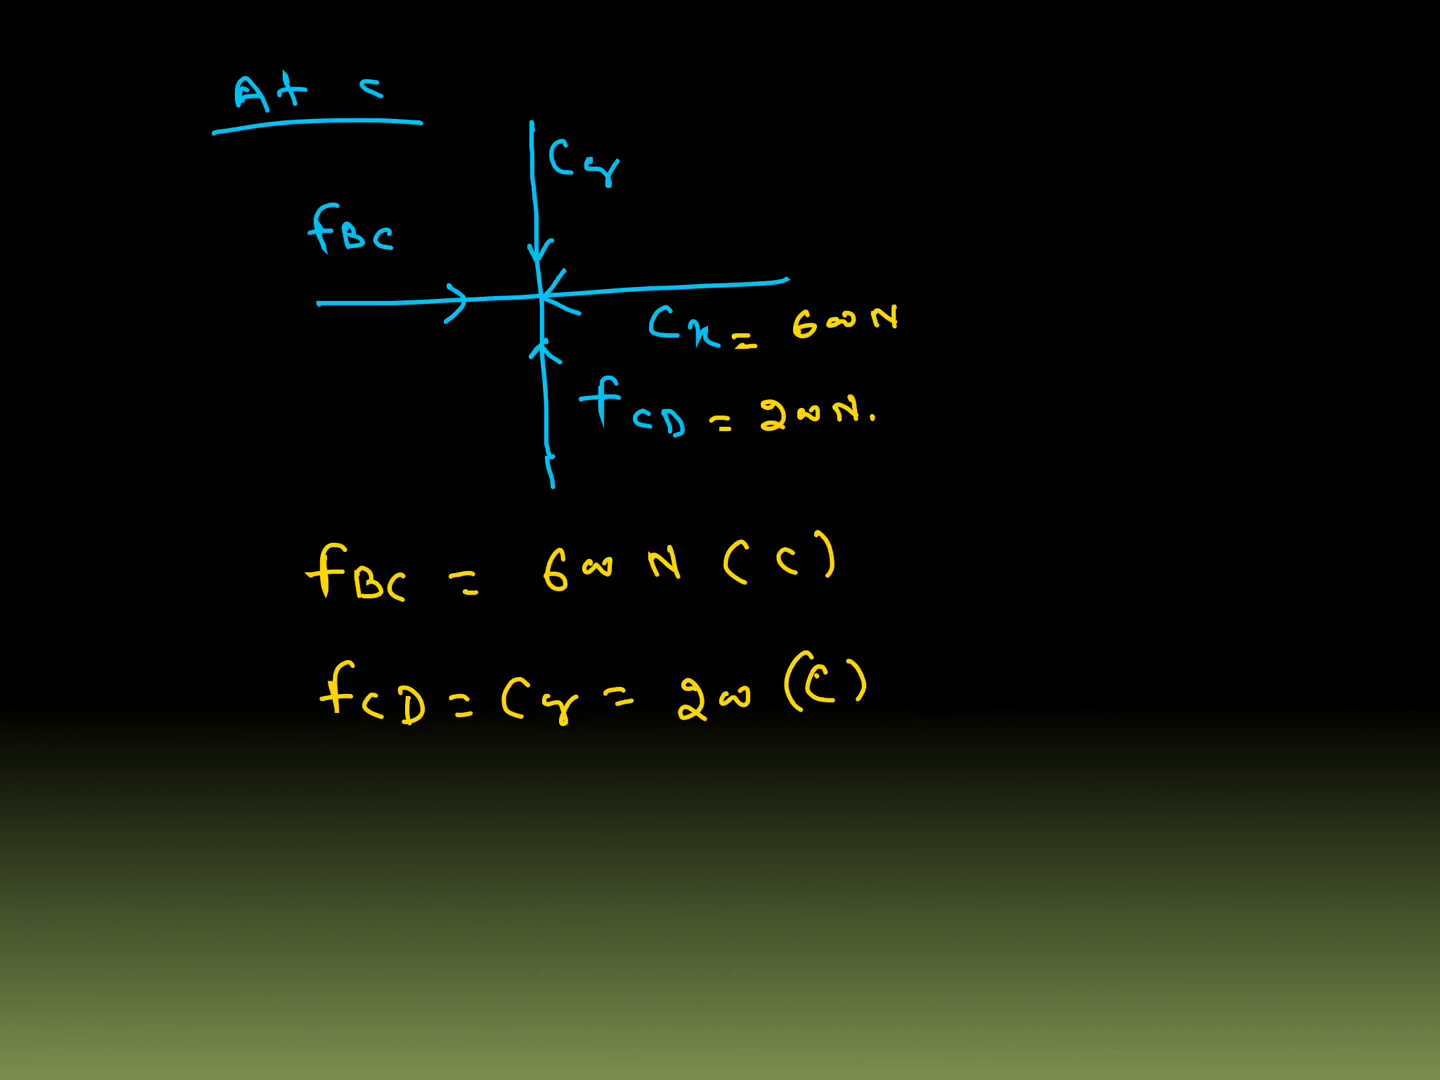 At C
Cy
fBC
Cx = 600 N
fCD = 200 N.
fBC = 600 N (C)
fCD = Cy = 200 (C)